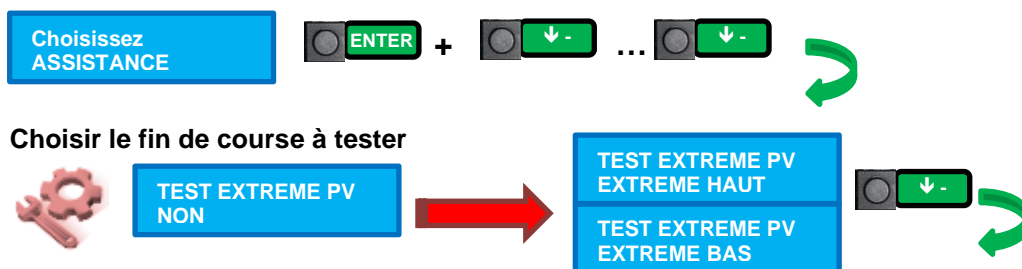 Choisissez
ASSISTANCE
ENTER + 🡻 - … 🡻 -
Choisir le fin de course à tester
TEST EXTREME PV
NON
TEST EXTREME PV
EXTREME HAUT
🡻 -
TEST EXTREME PV
EXTREME BAS